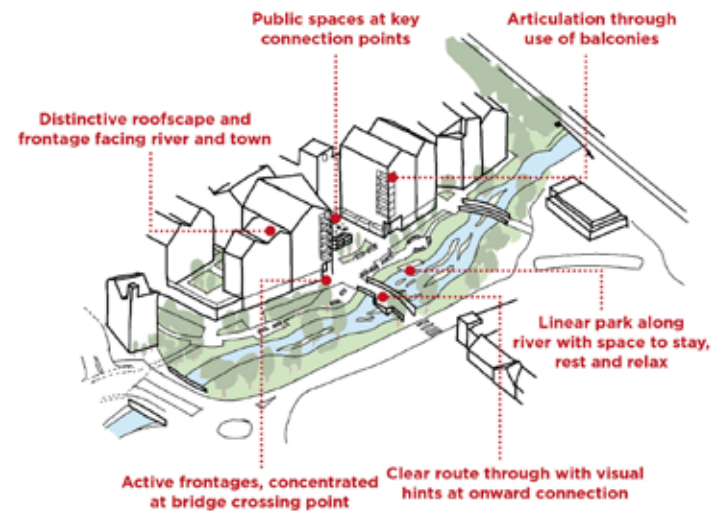 Public spaces at key
connection points
Articulation through
use of balconies
Distinctive roofscape and
frontage facing river and town
Linear park along
river with space to stay,
rest and relax
Active frontages, concentrated
at bridge crossing point
Clear route through with visual
hints at onward connection